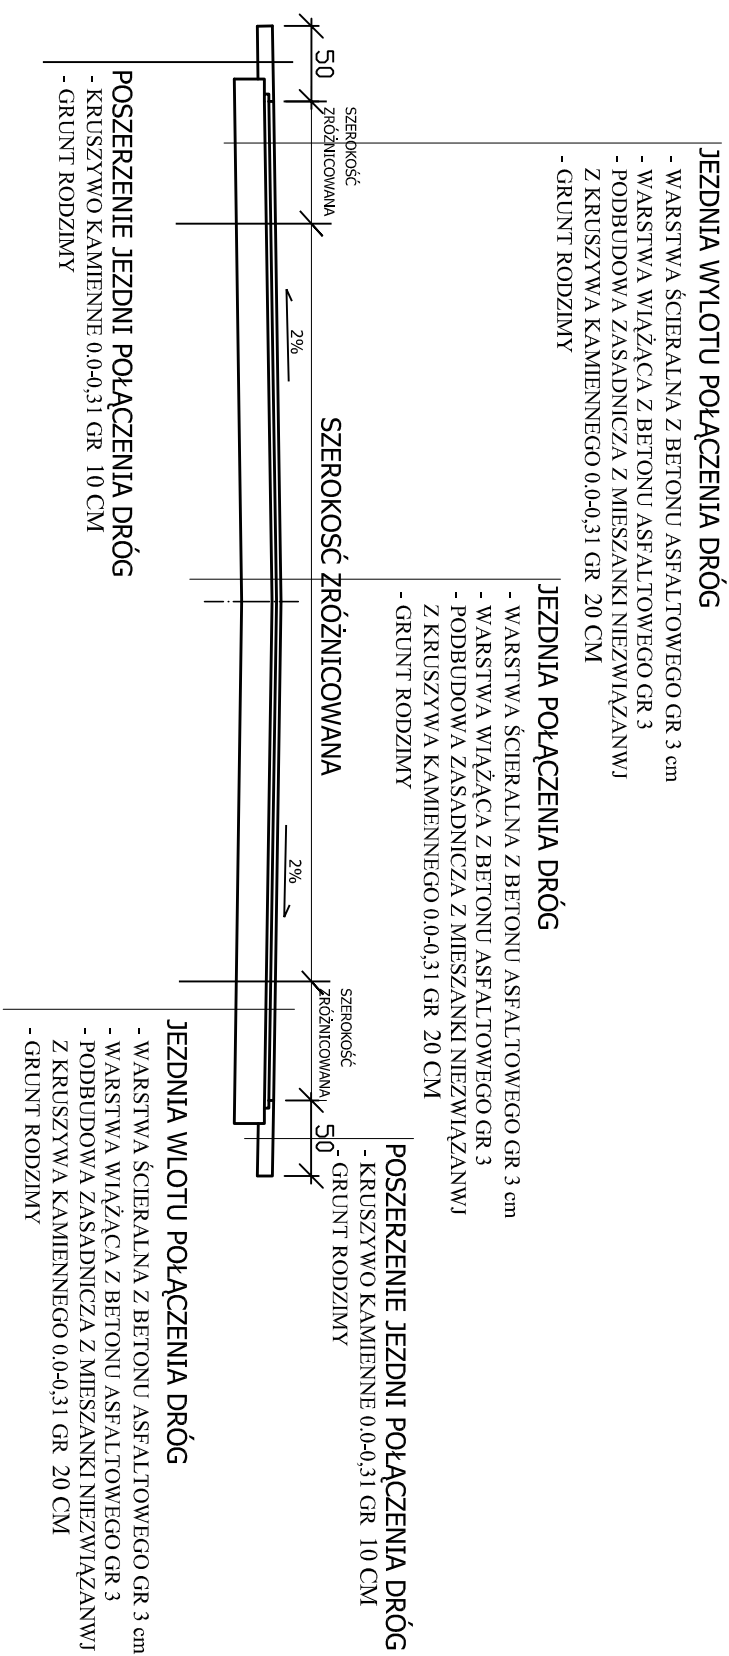 JEZDNIA WYLOTU POŁĄCZENIA DRÓG
- WARSTWA ŚCIERALNA Z BETONU ASFALTOWEGO GR 3 cm
- WARSTWA WIĄŻĄCA Z BETONU ASFALTOWEGO GR 3
- PODBUDOWA ZASADNICZA Z MIESZANKI NIEZWIĄZANWJ
Z KRUSZYWA KAMIENNEGO 0.0-0,31 GR 20 CM
- GRUNT RODZIMY
JEZDNIA POŁĄCZENIA DRÓG
- WARSTWA ŚCIERALNA Z BETONU ASFALTOWEGO GR 3 cm
- WARSTWA WIĄŻĄCA Z BETONU ASFALTOWEGO GR 3
- PODBUDOWA ZASADNICZA Z MIESZANKI NIEZWIĄZANWJ
Z KRUSZYWA KAMIENNEGO 0.0-0,31 GR 20 CM
- GRUNT RODZIMY
POSZERZENIE JEZDNI POŁĄCZENIA DRÓG
- KRUSZYWO KAMIENNE 0.0-0,31 GR 10 CM
- GRUNT RODZIMY
50
SZEROKOŚĆ
ZRÓŻNICOWANA
SZEROKOSĆ ZRÓŻNICOWANA
SZEROKOŚĆ
ZRÓŻNICOWANA
50
2%
2%
JEZDNIA WLOTU POŁĄCZENIA DRÓG
- WARSTWA ŚCIERALNA Z BETONU ASFALTOWEGO GR 3 cm
- WARSTWA WIĄŻĄCA Z BETONU ASFALTOWEGO GR 3
- PODBUDOWA ZASADNICZA Z MIESZANKI NIEZWIĄZANWJ
Z KRUSZYWA KAMIENNEGO 0.0-0,31 GR 20 CM
- GRUNT RODZIMY
POSZERZENIE JEZDNI POŁĄCZENIA DRÓG
- KRUSZYWO KAMIENNE 0.0-0,31 GR 10 CM
- GRUNT RODZIMY